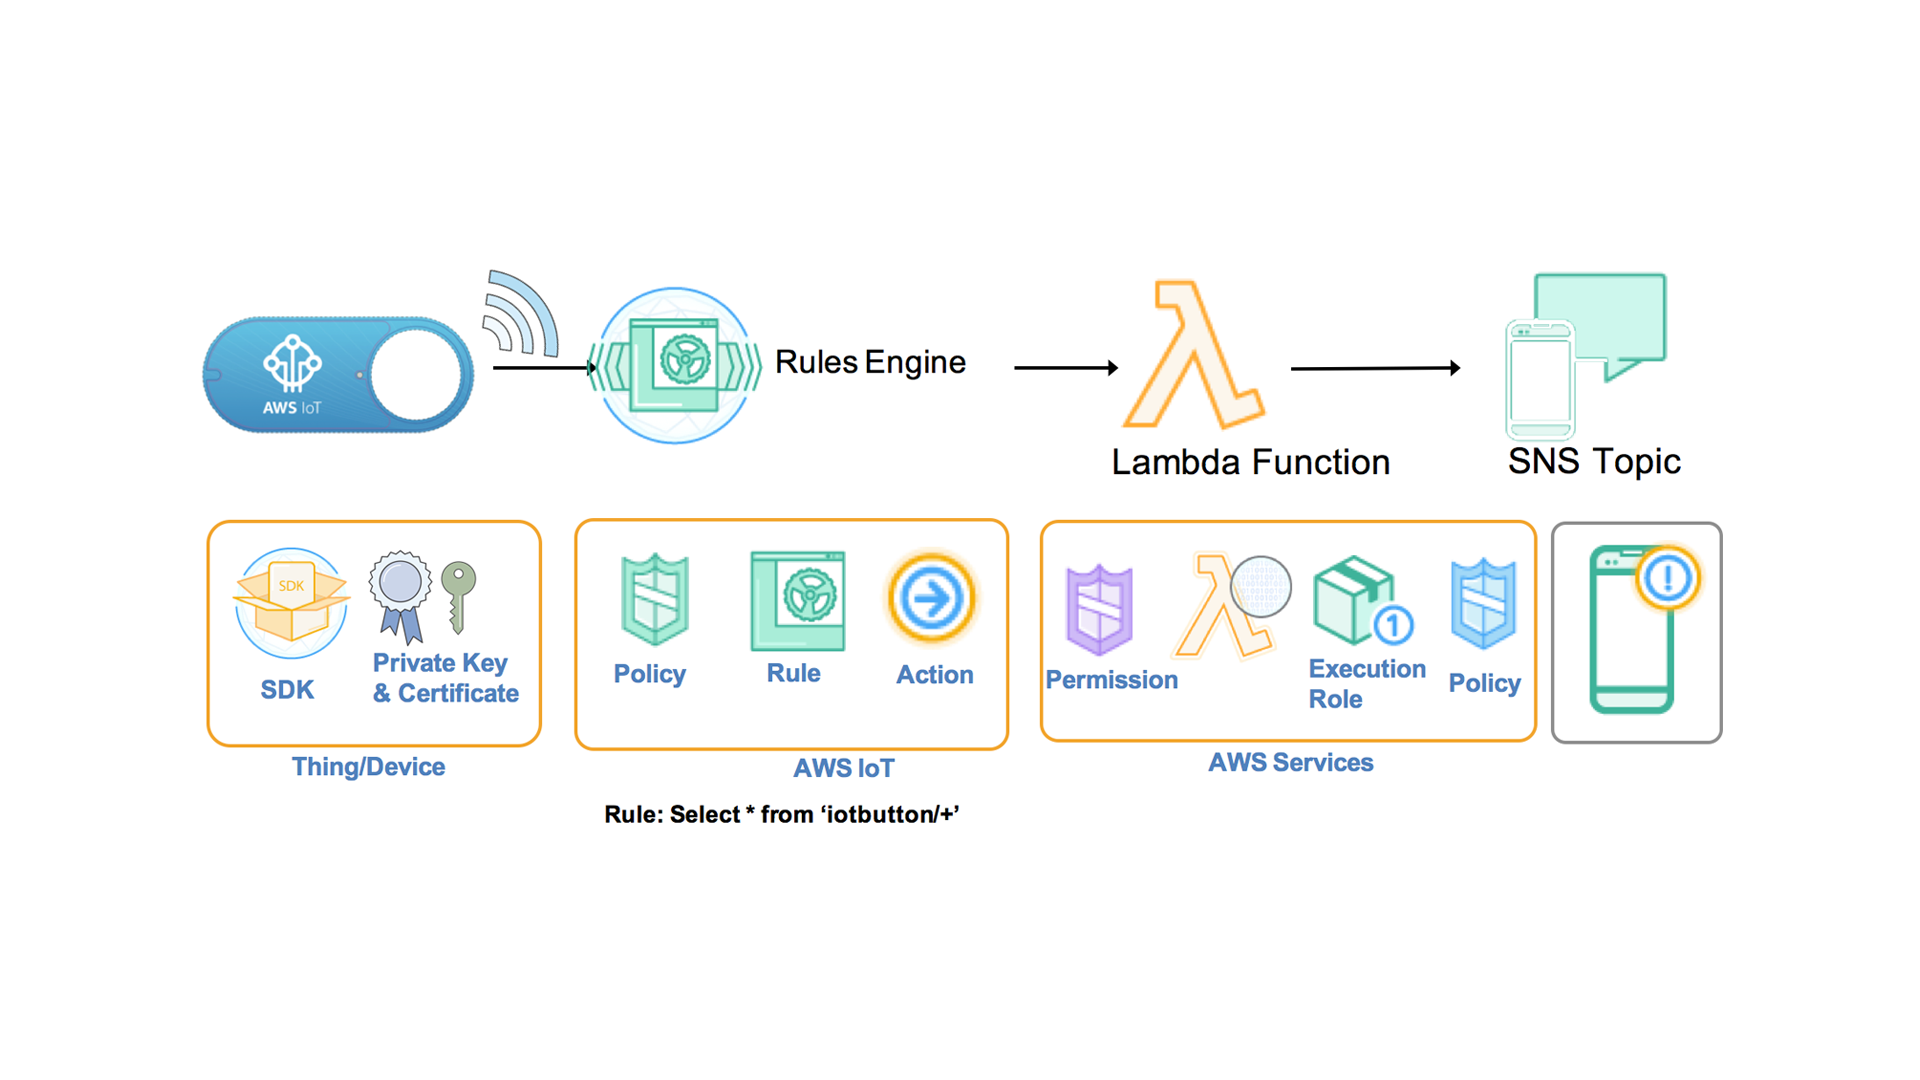 AWS IoT
Rules Engine
Lambda Function
SNS Topic
SDK
SDK
Private Key
& Certificate
Thing/Device
Policy
Rule
Action
AWS IoT
Rule: Select * from ‘iotbutton/+’
Permission
Execution
Role
1
Policy
AWS Services
!